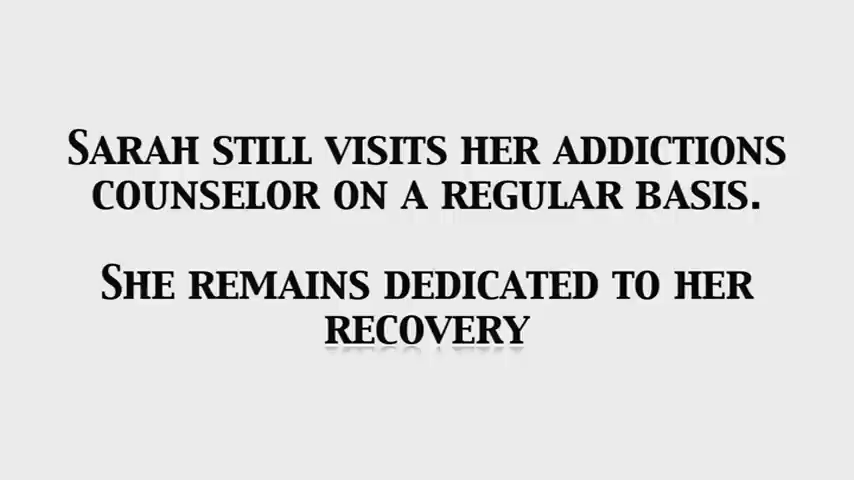 Sarah still visits her addictions
counselor on a regular basis.
She remains dedicated to her
recovery